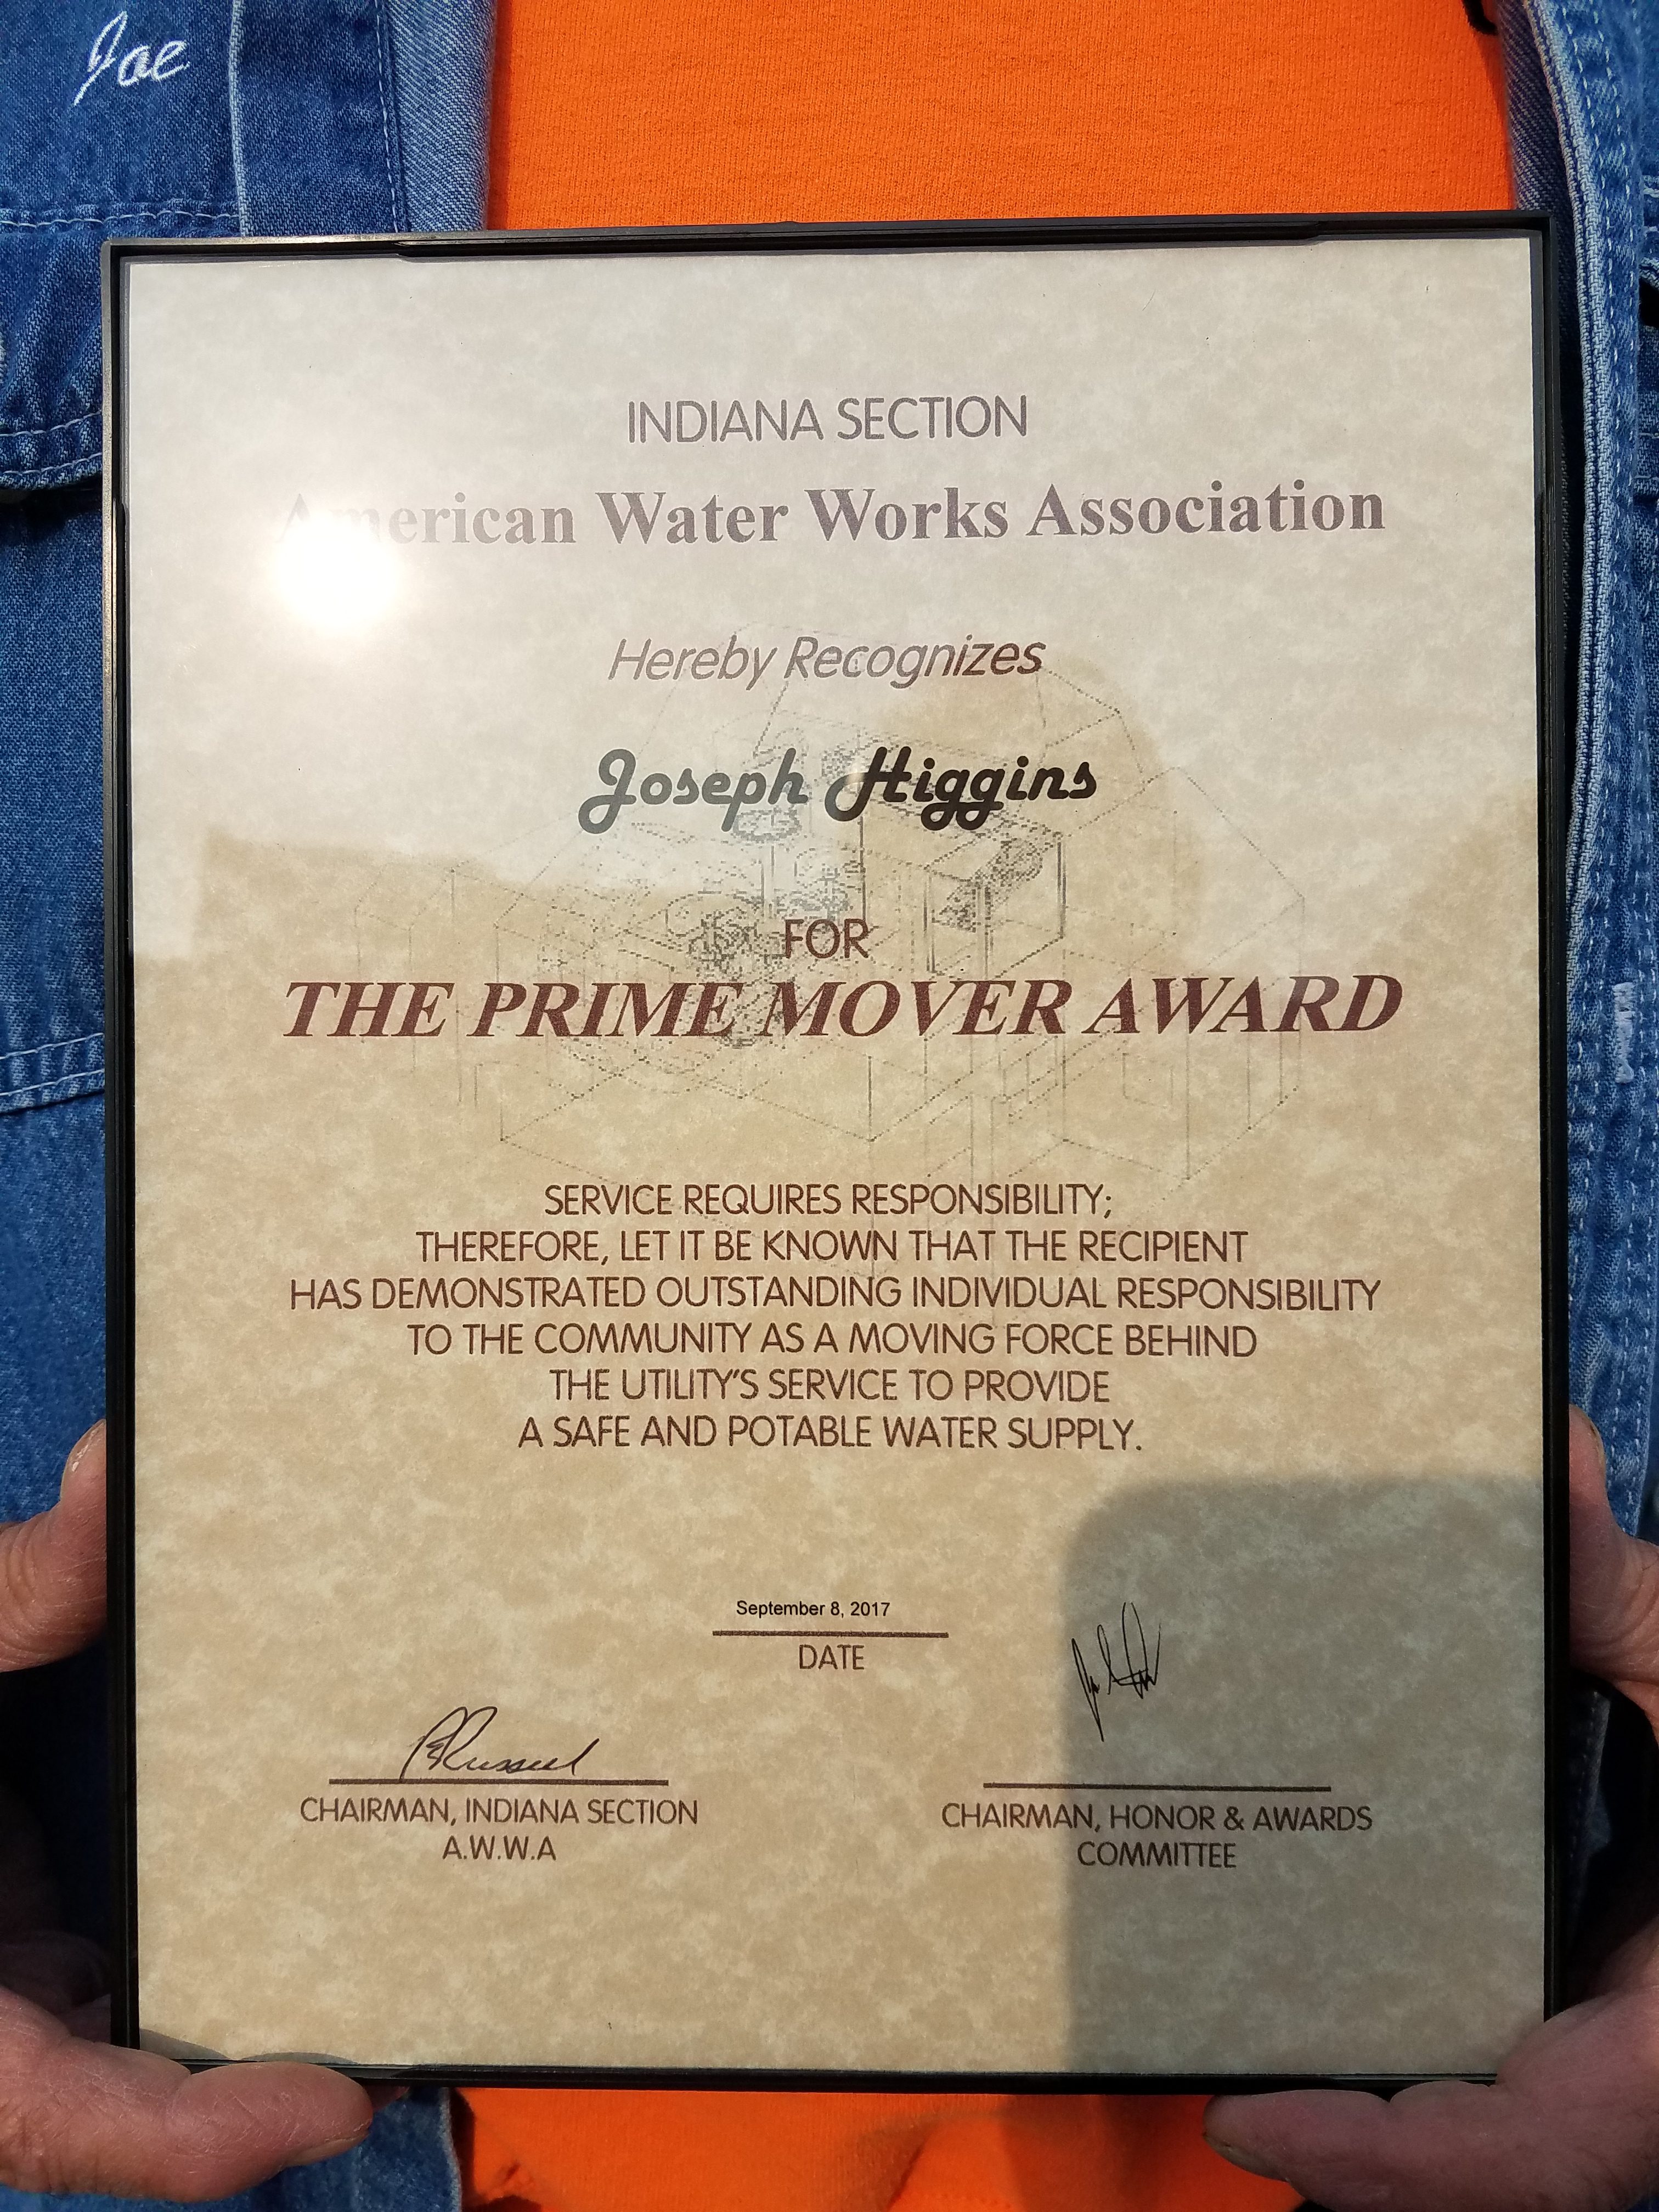 Joe
INDIANA SECTION
American Water Works Association
Hereby Recognizes
Joseph Higgins
FOR
THE PRIME MOVER AWARD
SERVICE REQUIRES RESPONSIBILITY;
THEREFORE, LET IT BE KNOWN THAT THE RECIPIENT
HAS DEMONSTRATED OUTSTANDING INDIVIDUAL RESPONSIBILITY
TO THE COMMUNITY AS A MOVING FORCE BEHIND
THE UTILITY'S SERVICE TO PROVIDE
A SAFE AND POTABLE WATER SUPPLY.
September 8, 2017
DATE
CHAIRMAN, INDIANA SECTION
A.W.W.A
CHAIRMAN, HONOR & AWARDS
COMMITTEE